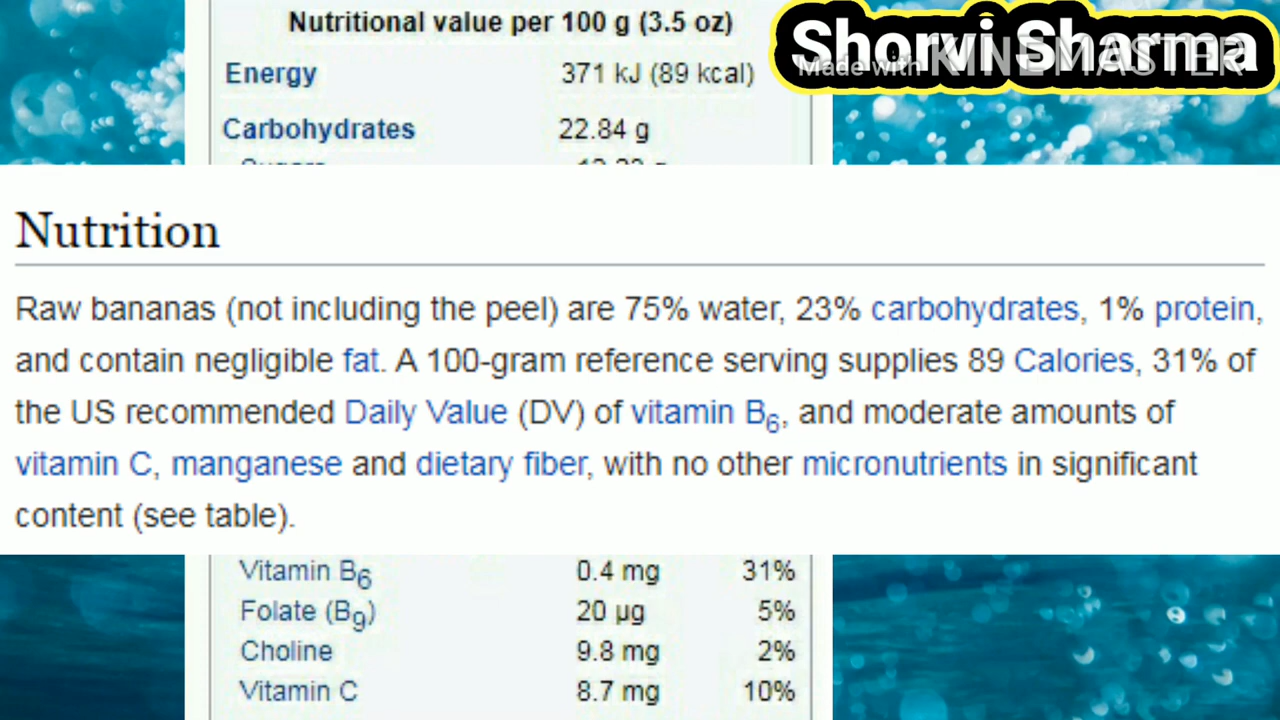 Nutritional value per 100 g (3.5 oz)
Shorvi Sharma
Made with KINEMASTER
Energy 371 kJ (89 kcal)
Carbohydrates 22.84 g
Nutrition
Raw bananas (not including the peel) are 75% water, 23% carbohydrates, 1% protein,
and contain negligible fat. A 100-gram reference serving supplies 89 Calories, 31% of
the US recommended Daily Value (DV) of vitamin B6, and moderate amounts of
vitamin C, manganese and dietary fiber, with no other micronutrients in significant
content (see table).
Vitamin B6 0.4 mg 31%
Folate (B9) 20 μg 5%
Choline 9.8 mg 2%
Vitamin C 8.7 mg 10%